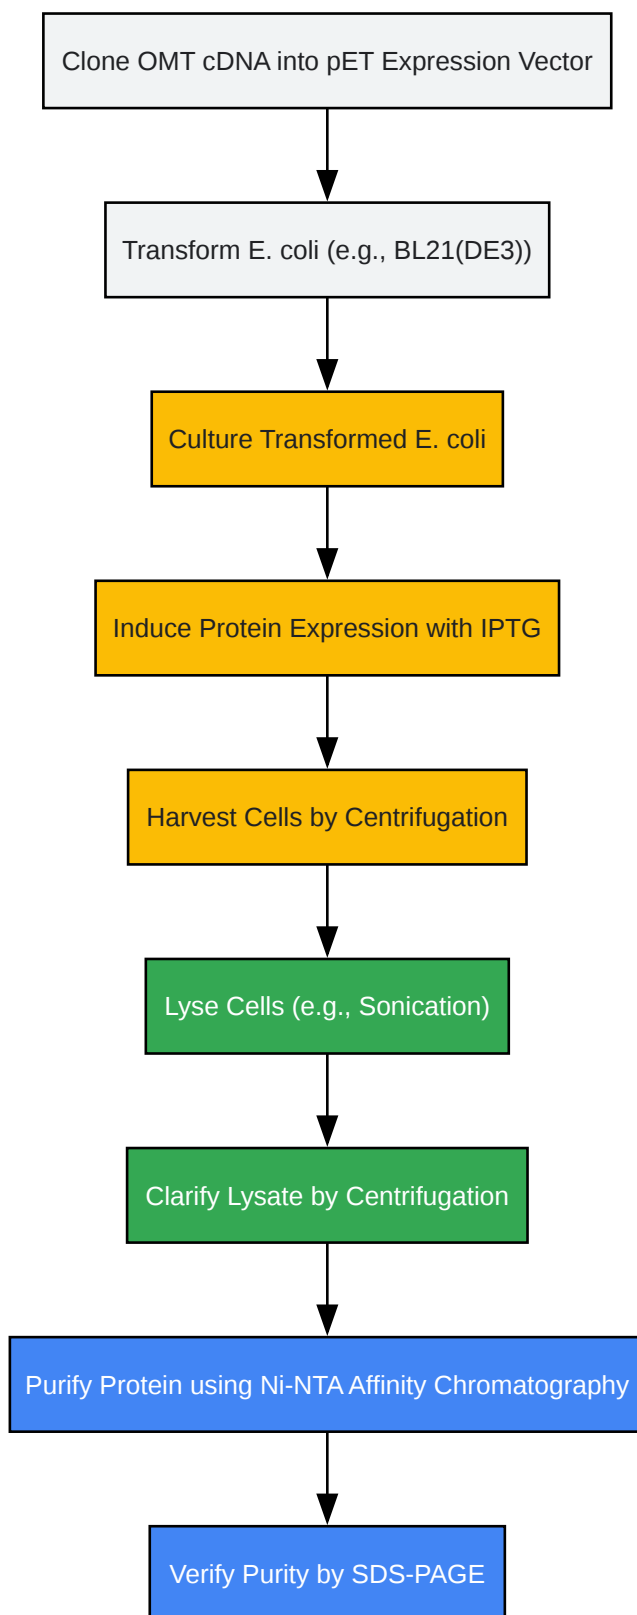 Clone OMT cDNA into pET Expression Vector
Transform E. coli (e.g., BL21(DE3))
Culture Transformed E. coli
Induce Protein Expression with IPTG
Harvest Cells by Centrifugation
Lyse Cells (e.g., Sonication)
Clarify Lysate by Centrifugation
Purify Protein using Ni-NTA Affinity Chromatography
Verify Purity by SDS-PAGE